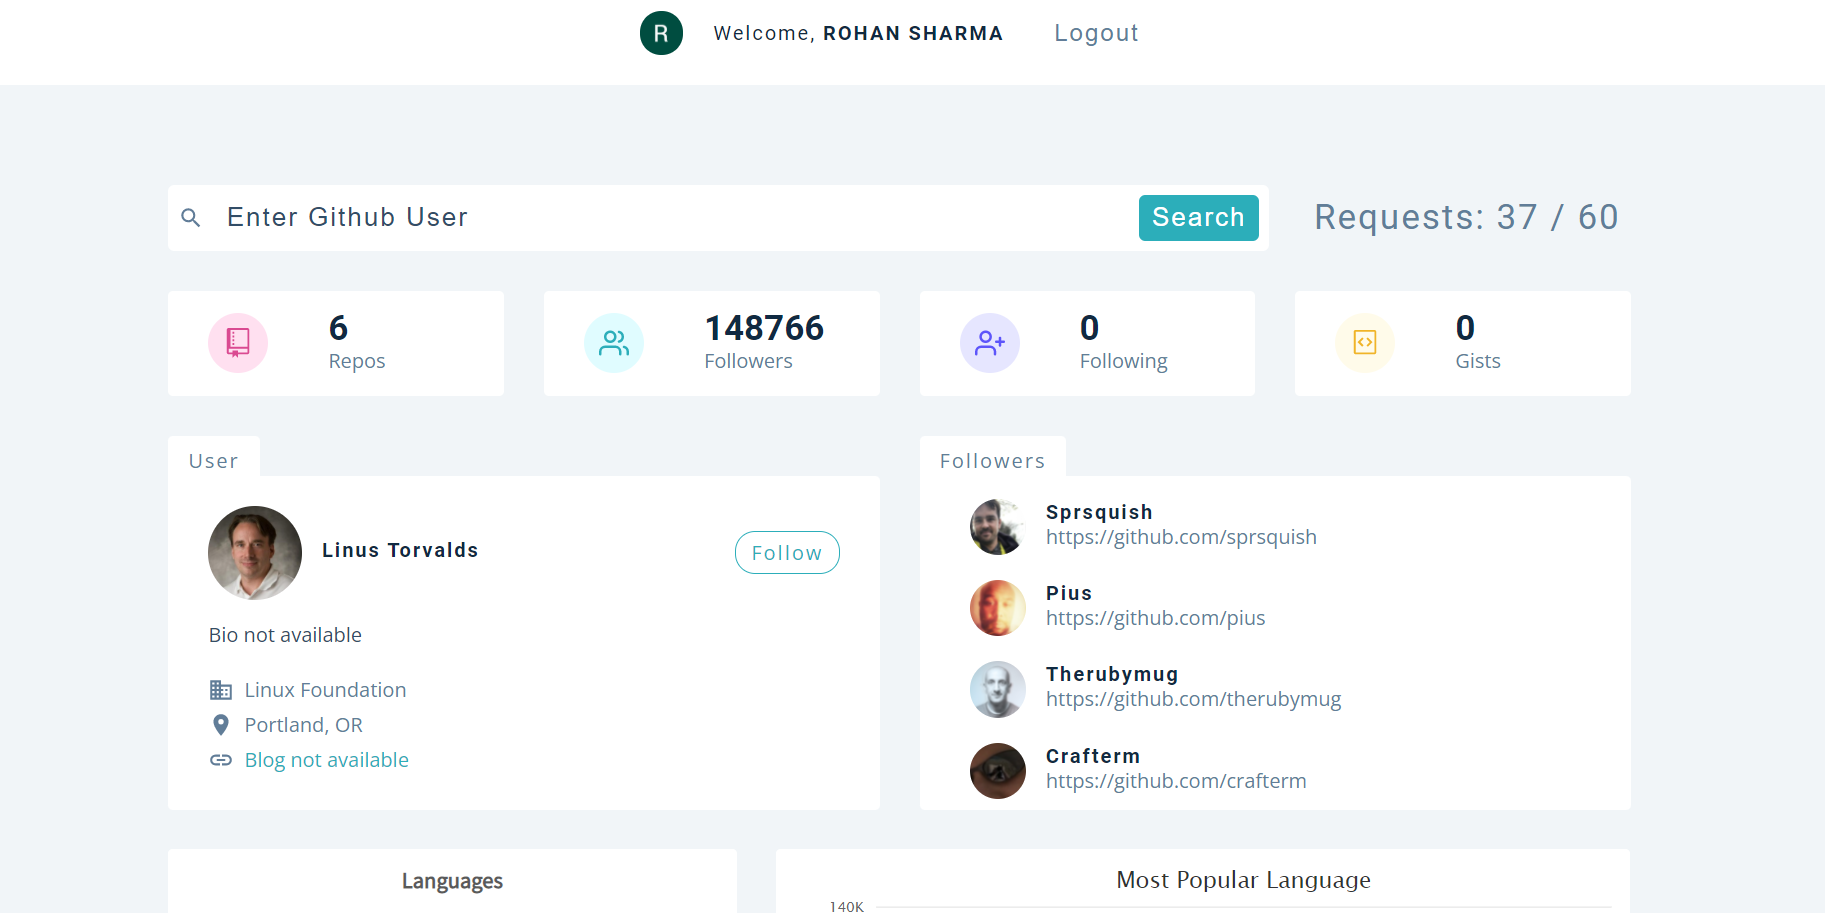 R Welcome, ROHAN SHARMA Logout
Enter Github User Search Requests: 37 / 60
6
Repos
148766
Followers
0
Following
0
Gists
User
Linus Torvalds Follow
Bio not available
Linux Foundation
Portland, OR
Blog not available
Followers
Sprsquish
https://github.com/sprsquish
Pius
https://github.com/pius
Therubymug
https://github.com/therubymug
Crafterm
https://github.com/crafterm
Languages
Most Popular Language
140K